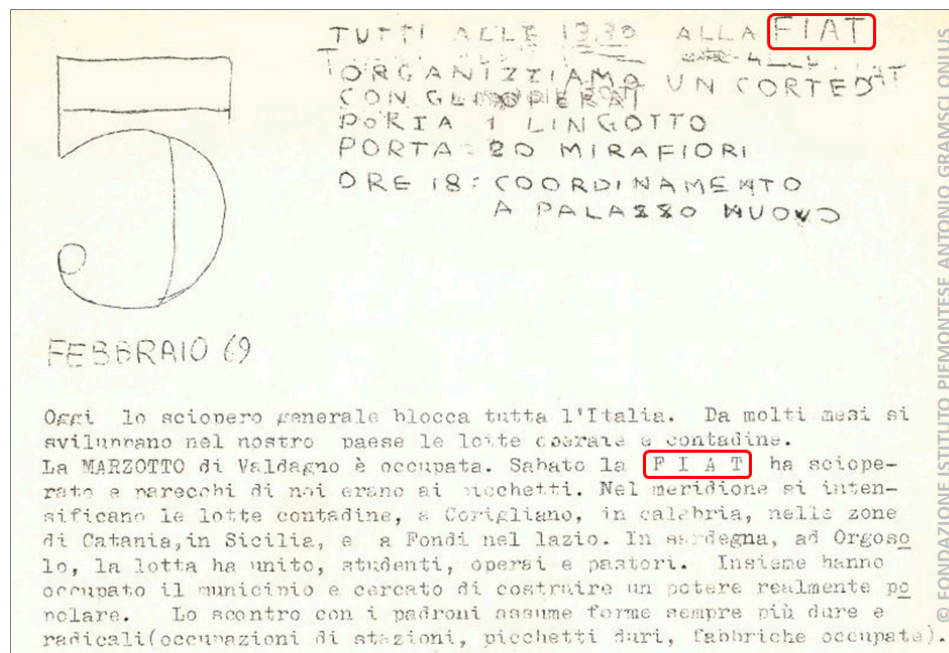 TUTTI ALLE 13.30 ALLA FIAT
ORGANIZZIAMO UN CORTEO
CON GLI OPERAI
PORTA 1 LINGOTTO
PORTA 20 MIRAFIORI
ORE 18: COORDINAMENTO
A PALAZZO NUOVO
5
FEBBRAIO 69
Oggi lo sciopero generale blocca tutta l'Italia. Da molti mesi si
sviluppano nel nostro paese le lotte operaie e contadine.
La MARZOTTO di Valdagno è occupata. Sabato la F I A T ha sciope-
rato e parecchi di noi erano ai picchetti. Nel meridione si inten-
sificano le lotte contadine, a Corigliano, in calabria, nelle zone
di Catania,in Sicilia, e a Fondi nel lazio. In sardegna, ad Orgoso
lo, la lotta ha unito, studenti, operai e pastori. Insieme hanno
occupato il municipio e cercato di costruire un potere realmente po
polare. Lo scontro con i padroni assume forme sempre più dure e
radicali(occupazioni di stazioni, picchetti duri, fabbriche occupate).
© FONDAZIONE ISTITUTO PIEMONTESE ANTONIO GRAMSCI ONLUS